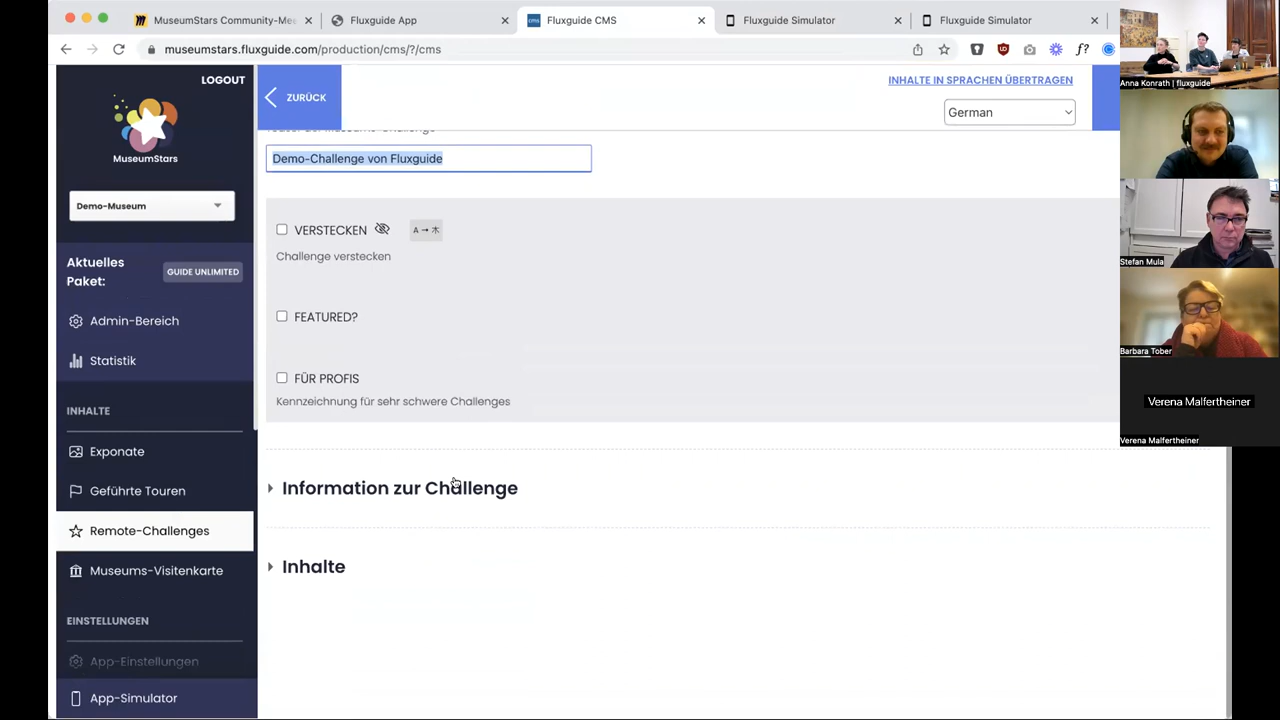 MuseumStars Community-Mee
Fluxguide App
Fluxguide CMS
Fluxguide Simulator
Fluxguide Simulator
museumstars.fluxguide.com/production/cms/?/cms
LOGOUT
MuseumStars
Demo-Museum
Aktuelles Paket:
GUIDE UNLIMITED
Admin-Bereich
Statistik
INHALTE
Exponate
Geführte Touren
Remote-Challenges
Museums-Visitenkarte
EINSTELLUNGEN
App-Einstellungen
App-Simulator
ZURÜCK
INHALTE IN SPRACHEN ÜBERTRAGEN
German
Demo-Challenge von Fluxguide
VERSTECKEN
A → 木
Challenge verstecken
FEATURED?
FÜR PROFIS
Kennzeichnung für sehr schwere Challenges
Information zur Challenge
Inhalte
Anna Konrath | fluxguide
Stefan Mula
Barbara Tober
Verena Malfertheiner
Verena Malfertheiner